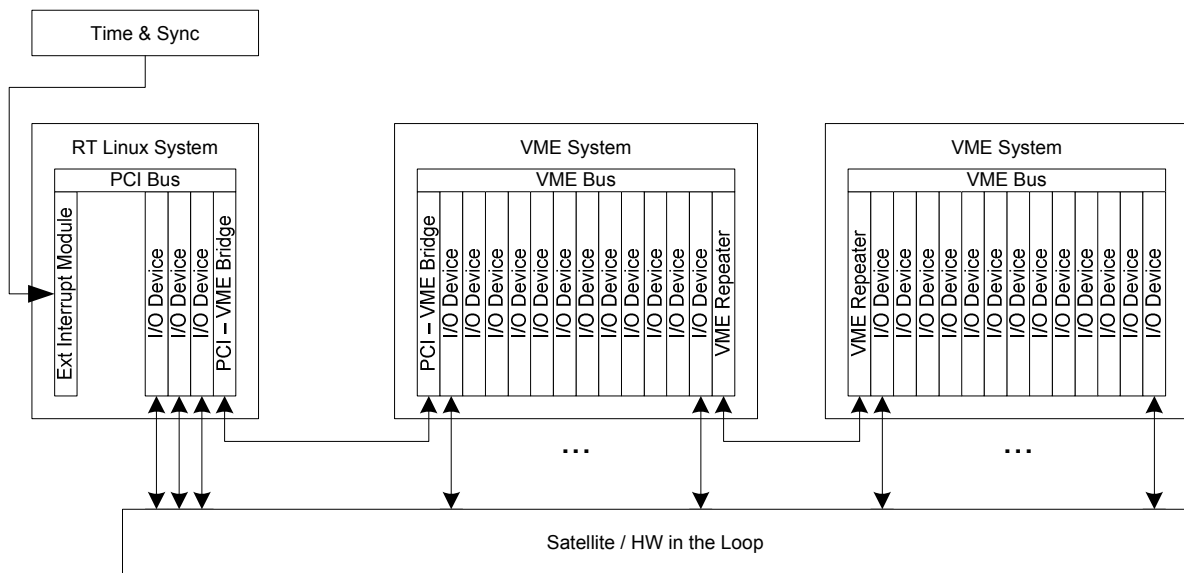 Time & Sync
RT Linux System
PCI Bus
Ext Interrupt Module
I/O Device
I/O Device
I/O Device
PCI – VME Bridge
VME System
VME Bus
PCI – VME Bridge
I/O Device
I/O Device
I/O Device
I/O Device
I/O Device
I/O Device
I/O Device
I/O Device
I/O Device
I/O Device
I/O Device
I/O Device
VME Repeater
VME System
VME Bus
VME Repeater
I/O Device
I/O Device
I/O Device
I/O Device
I/O Device
I/O Device
I/O Device
I/O Device
I/O Device
I/O Device
I/O Device
I/O Device
I/O Device
...
...
Satellite / HW in the Loop